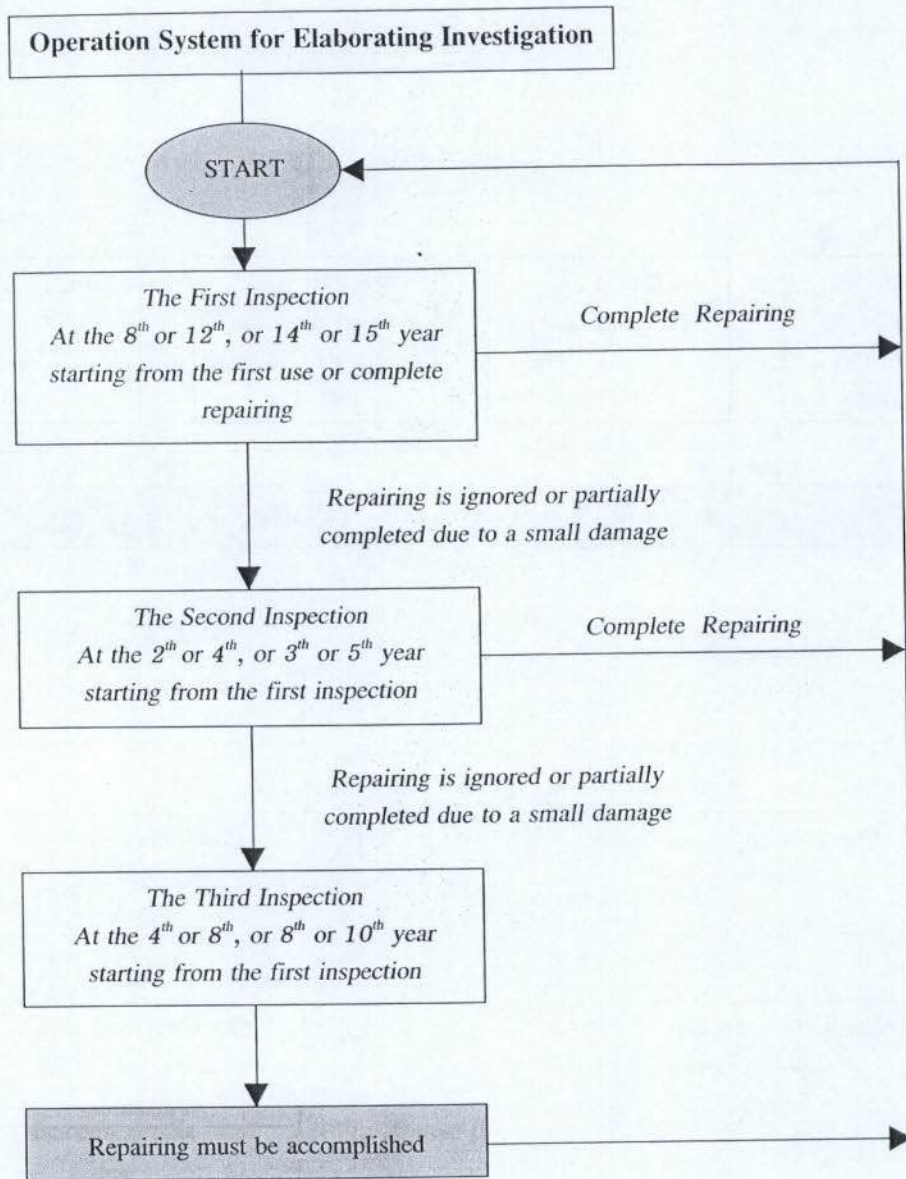 Operation System for Elaborating Investigation
START
The First Inspection
At the 8th or 12th, or 14th or 15th year
starting from the first use or complete
repairing
Complete Repairing
Repairing is ignored or partially
completed due to a small damage
The Second Inspection
At the 2th or 4th, or 3th or 5th year
starting from the first inspection
Complete Repairing
Repairing is ignored or partially
completed due to a small damage
The Third Inspection
At the 4th or 8th, or 8th or 10th year
starting from the first inspection
Repairing must be accomplished